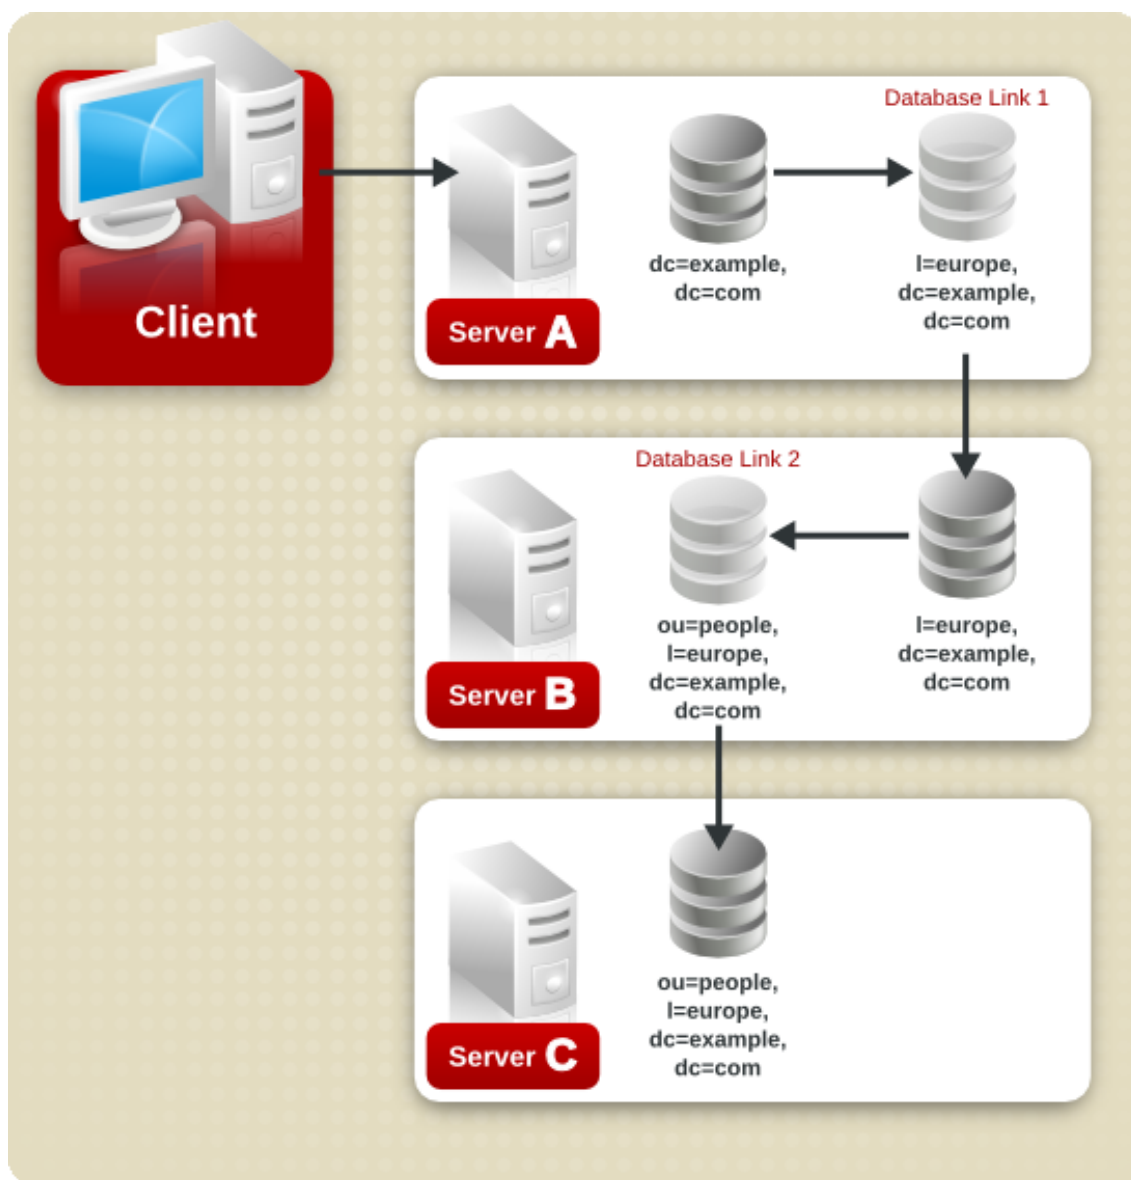 Client
Server A
dc=example,
dc=com
Database Link 1
l=europe,
dc=example,
dc=com
Server B
Database Link 2
ou=people,
l=europe,
dc=example,
dc=com
l=europe,
dc=example,
dc=com
Server C
ou=people,
l=europe,
dc=example,
dc=com